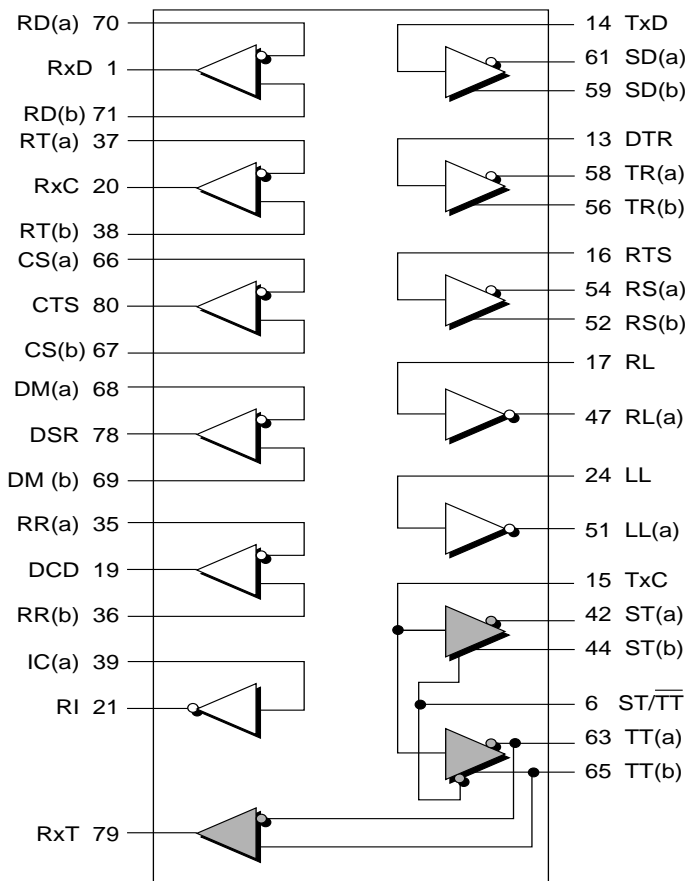 RD(a) 70
RxD 1
RD(b) 71
RT(a) 37
RxC 20
RT(b) 38
CS(a) 66
CTS 80
CS(b) 67
DM(a) 68
DSR 78
DM (b) 69
RR(a) 35
DCD 19
RR(b) 36
IC(a) 39
RI 21
RxT 79
14 TxD
61 SD(a)
59 SD(b)
13 DTR
58 TR(a)
56 TR(b)
16 RTS
54 RS(a)
52 RS(b)
17 RL
47 RL(a)
24 LL
51 LL(a)
15 TxC
42 ST(a)
44 ST(b)
6 ST/T̅T̅
63 TT(a)
65 TT(b)